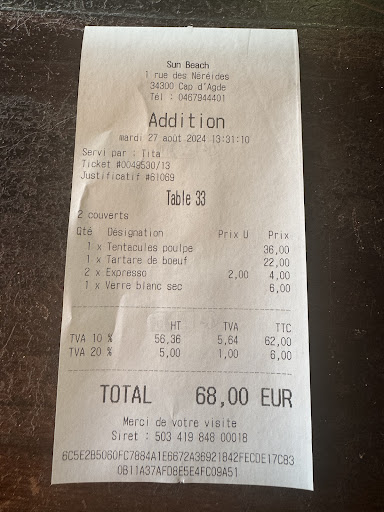 Sun Beach
1 rue des Néréides
34300 Cap d'Agde
Tél : 0467944401
Addition
mardi 27 août 2024 13:31:10
Servi par : Tita
Ticket #0049530/13
Justificatif #61069
Table 33
2 couverts
Qté Désignation Prix U Prix
1 x Tentacules poulpe 36,00
1 x Tartare de boeuf 22,00
2 x Expresso 2,00 4,00
1 x Verre blanc sec 6,00
HT TVA TTC
TVA 10 % 56,36 5,64 62,00
TVA 20 % 5,00 1,00 6,00
TOTAL 68,00 EUR
Merci de votre visite
Siret : 503 419 848 00018
6C5E2B5060FC7884A1E6672A36921842FECDE17C83
0B11A37AFD8E5E4FC09A51